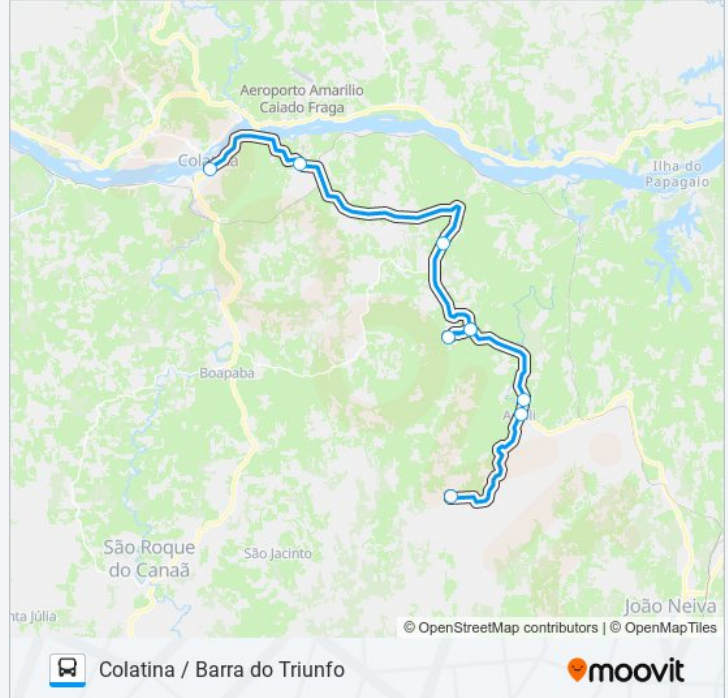 Aeroporto Amarilio
Caiado Fraga
Ilha do
Papagaio
Boapaba
São Roque
do Canaã
São Jacinto
João Neiva
© OpenStreetMap contributors | © OpenMapTiles
Colatina / Barra do Triunfo
moovit